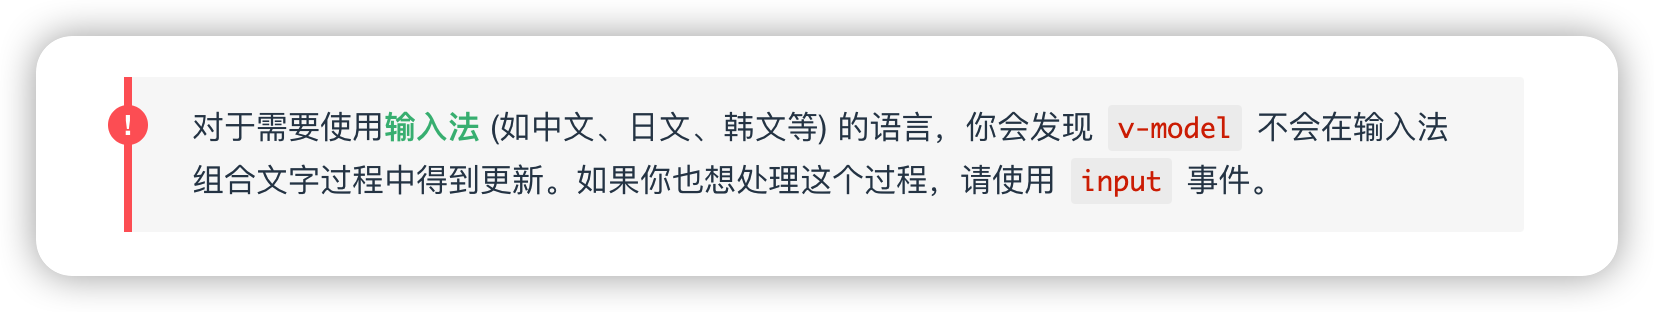 对于需要使用输入法 (如中文、日文、韩文等) 的语言，你会发现 v-model 不会在输入法
组合文字过程中得到更新。如果你也想处理这个过程，请使用 input 事件。